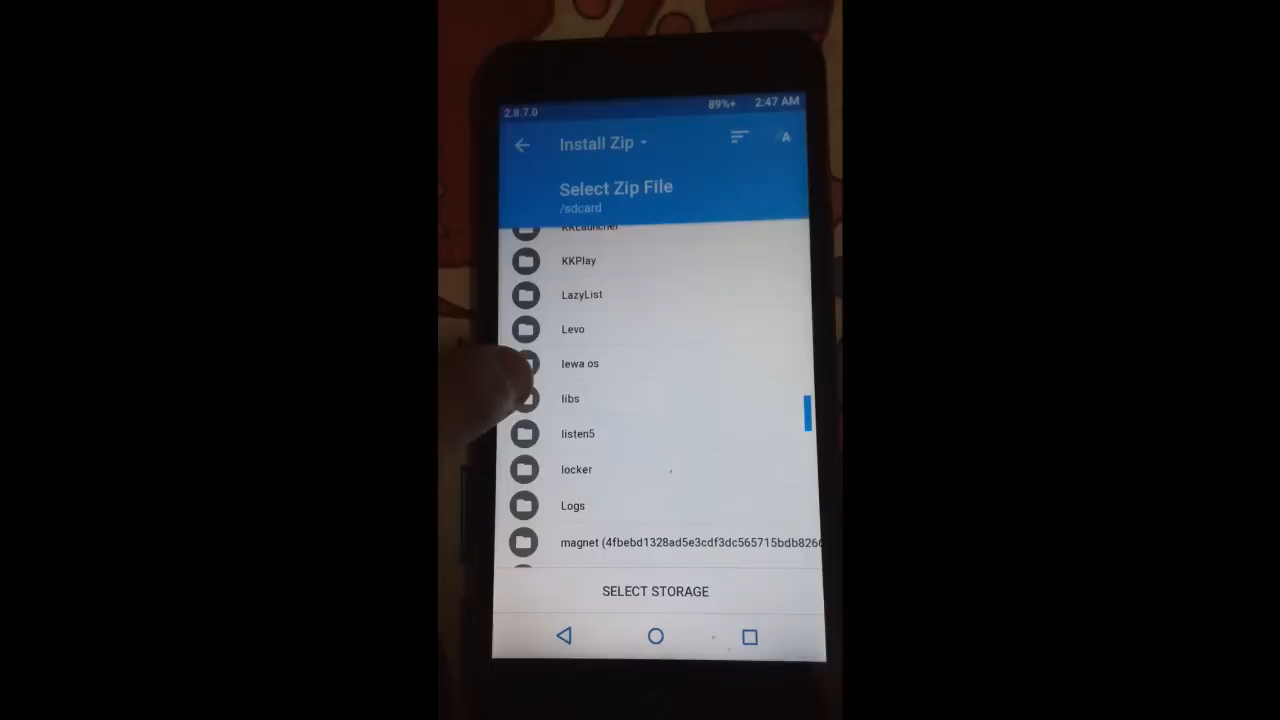 2.8.7.0 89%+ 2:47 AM
Install Zip
A
Select Zip File
/sdcard
KKLauncher
KKPlay
LazyList
Levo
lewa os
libs
listen5
locker
Logs
magnet (4fbebd1328ad5e3cdf3dc565715bdb826
SELECT STORAGE